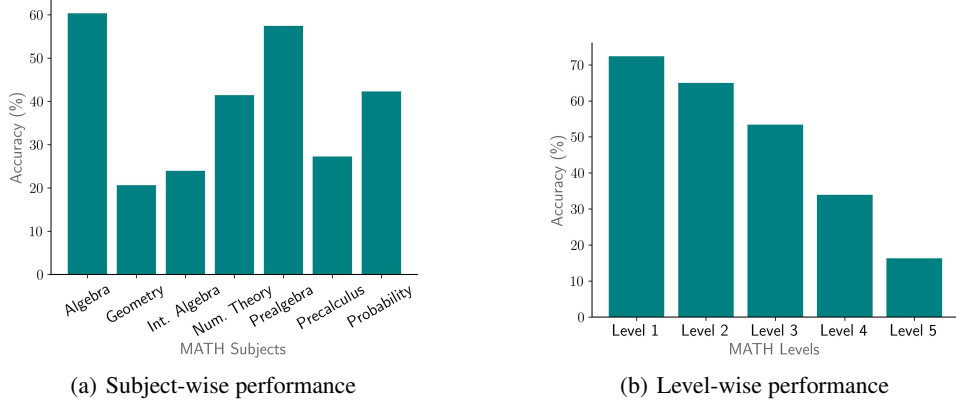 60
50
40
30
20
10
0
Accuracy (%)
Algebra
Geometry
Int. Algebra
Num. Theory
Prealgebra
Precalculus
Probability
MATH Subjects
(a) Subject-wise performance
70
60
50
40
30
20
10
0
Accuracy (%)
Level 1 Level 2 Level 3 Level 4 Level 5
MATH Levels
(b) Level-wise performance